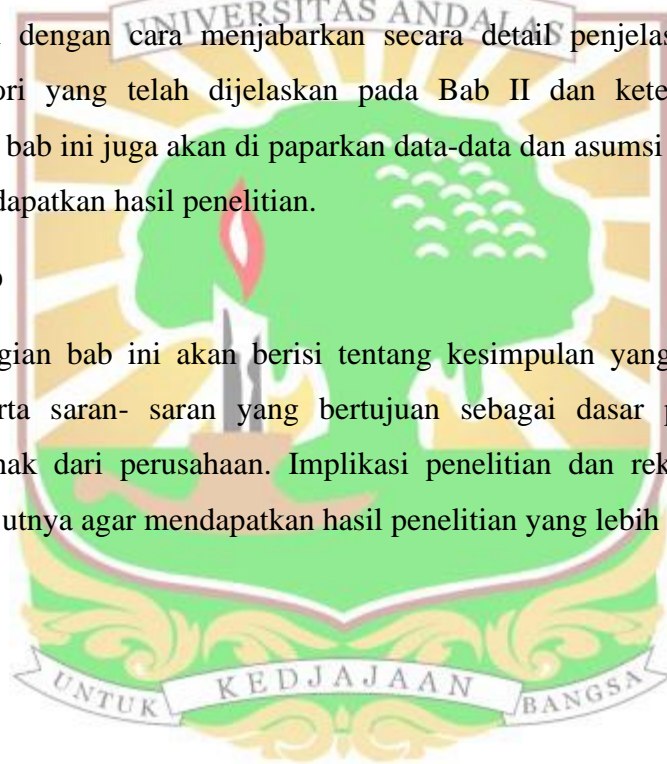 UNIVERSITAS ANDALAS
dengan cara menjabarkan secara detail penjelas
ori yang telah dijelaskan pada Bab II dan kete
bab ini juga akan di paparkan data-data dan asumsi
dapatkan hasil penelitian.
gian bab ini akan berisi tentang kesimpulan yang
rta saran- saran yang bertujuan sebagai dasar p
nak dari perusahaan. Implikasi penelitian dan rek
utnya agar mendapatkan hasil penelitian yang lebih
UNTUK KEDJAJAAN BANGSA